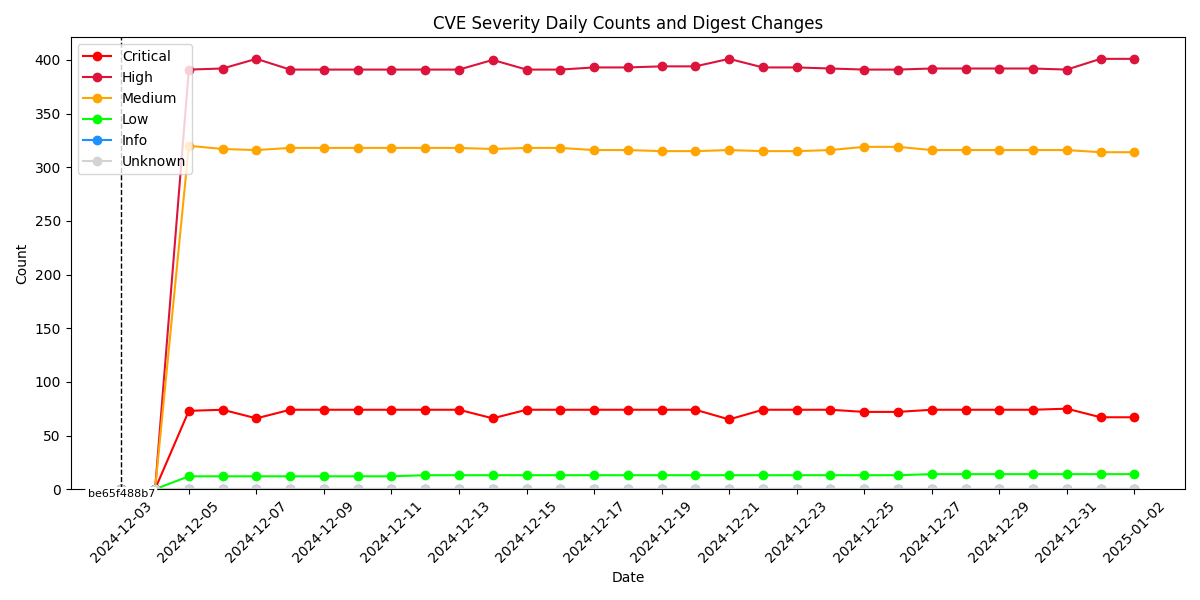 CVE Severity Daily Counts and Digest Changes
Critical
High
Medium
Low
Info
Unknown
400
350
300
250
200
150
100
50
0
Count
be65f488b7
2024-12-03
2024-12-05
2024-12-07
2024-12-09
2024-12-11
2024-12-13
2024-12-15
2024-12-17
2024-12-19
2024-12-21
2024-12-23
2024-12-25
2024-12-27
2024-12-29
2024-12-31
2025-01-02
Date